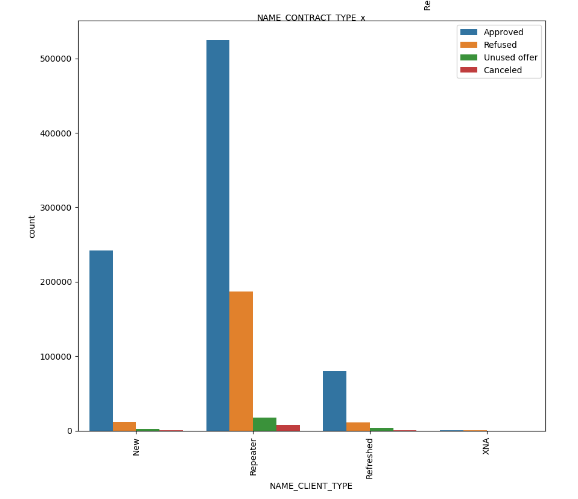 Re
NAME_CONTRACT_TYPE_x
Approved
Refused
Unused offer
Canceled
500000
400000
300000
200000
100000
0
count
New
Repeater
Refreshed
XNA
NAME_CLIENT_TYPE